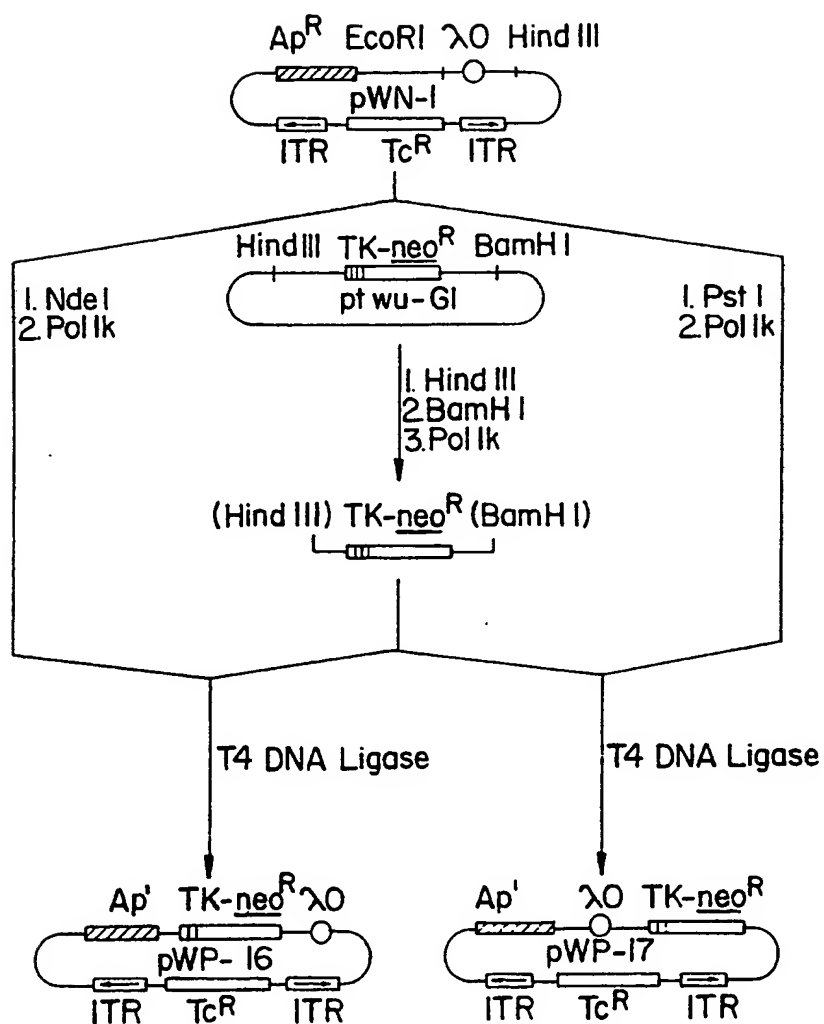 Ap^R EcoRI λO Hind III
pWN-1
ITR Tc^R ITR
Hind III TK-neo^R BamH I
pt wu-G1
1. Nde I
2. Pol Ik
1. Pst I
2. Pol Ik
1. Hind III
2. BamH I
3. Pol Ik
(Hind III) TK-neo^R (BamH I)
T4 DNA Ligase
T4 DNA Ligase
Ap' TK-neo^R λO
pWP-16
ITR Tc^R ITR
Ap' λO TK-neo^R
pWP-17
ITR Tc^R ITR